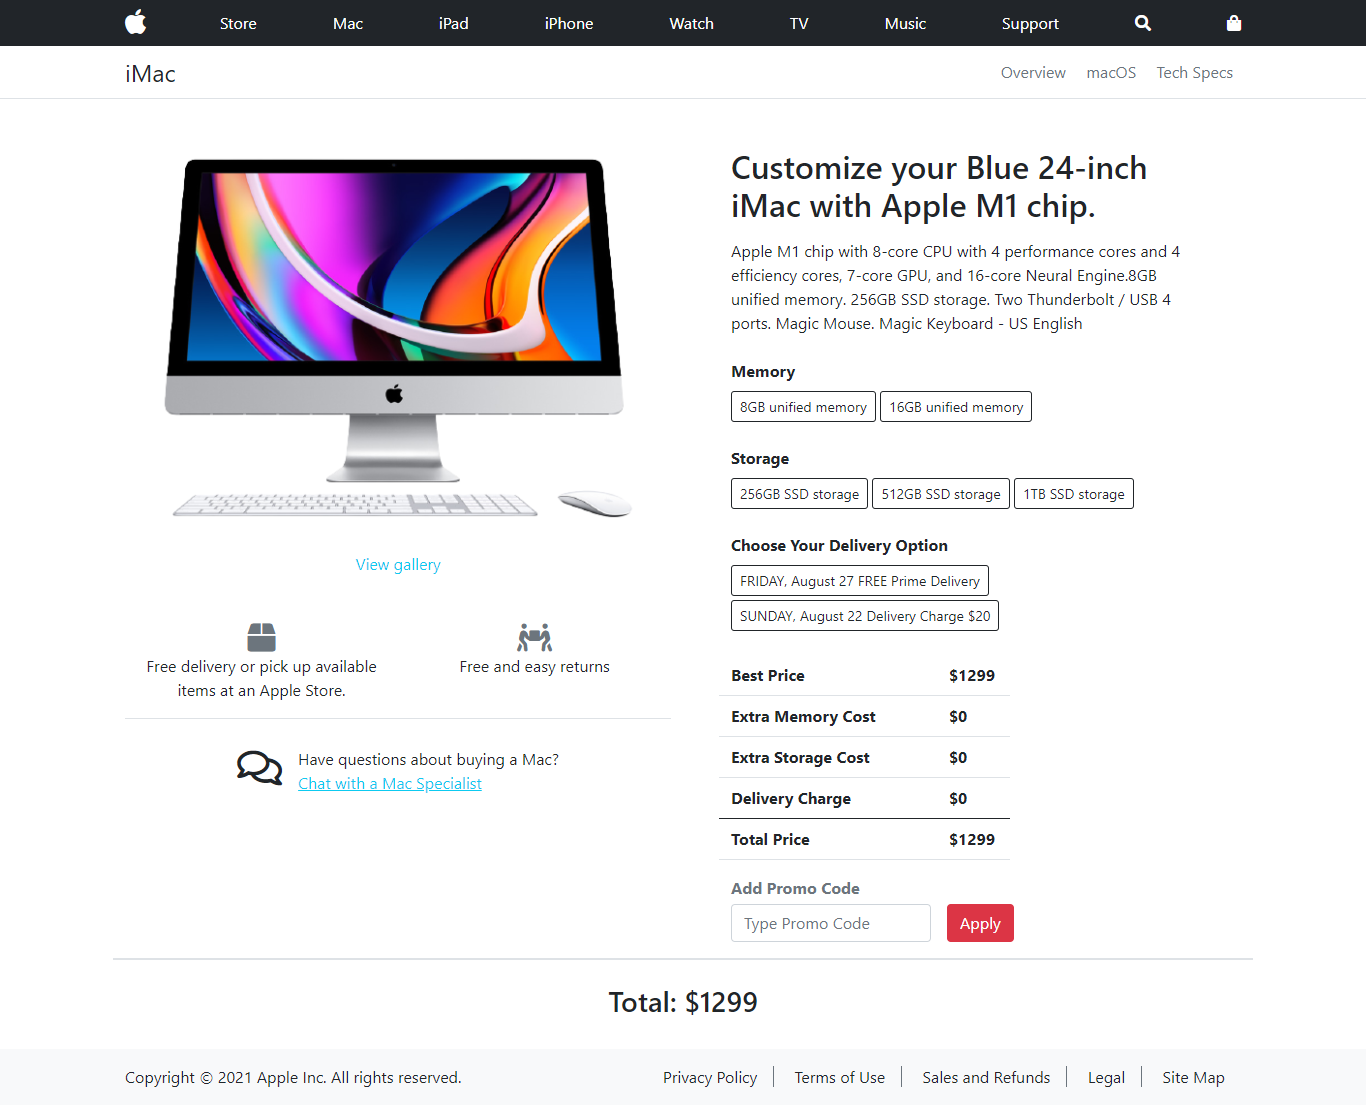 Store Mac iPad iPhone Watch TV Music Support
iMac
Overview macOS Tech Specs
View gallery
Free delivery or pick up available
items at an Apple Store.
Free and easy returns
Have questions about buying a Mac?
Chat with a Mac Specialist
Customize your Blue 24-inch
iMac with Apple M1 chip.
Apple M1 chip with 8-core CPU with 4 performance cores and 4
efficiency cores, 7-core GPU, and 16-core Neural Engine.8GB
unified memory. 256GB SSD storage. Two Thunderbolt / USB 4
ports. Magic Mouse. Magic Keyboard - US English
Memory
8GB unified memory 16GB unified memory
Storage
256GB SSD storage 512GB SSD storage 1TB SSD storage
Choose Your Delivery Option
FRIDAY, August 27 FREE Prime Delivery
SUNDAY, August 22 Delivery Charge $20
Best Price $1299
Extra Memory Cost $0
Extra Storage Cost $0
Delivery Charge $0
Total Price $1299
Add Promo Code
Type Promo Code Apply
Total: $1299
Copyright © 2021 Apple Inc. All rights reserved.
Privacy Policy Terms of Use Sales and Refunds Legal Site Map